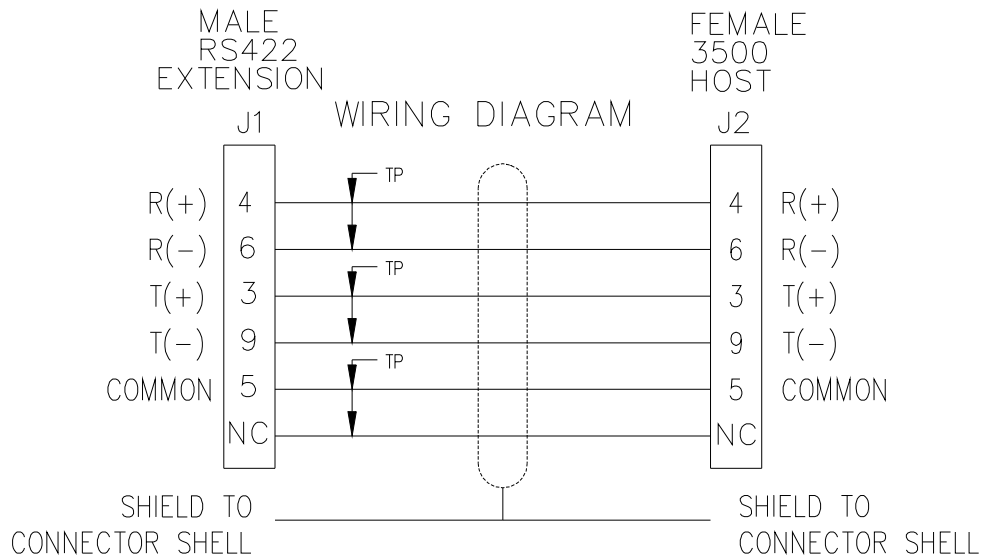 MALE
RS422
EXTENSION
J1
WIRING DIAGRAM
FEMALE
3500
HOST
J2
TP
R(+) 4 4 R(+)
R(−) 6 6 R(−)
TP
T(+) 3 3 T(+)
T(−) 9 9 T(−)
TP
COMMON 5 5 COMMON
NC NC
SHIELD TO
CONNECTOR SHELL
SHIELD TO
CONNECTOR SHELL